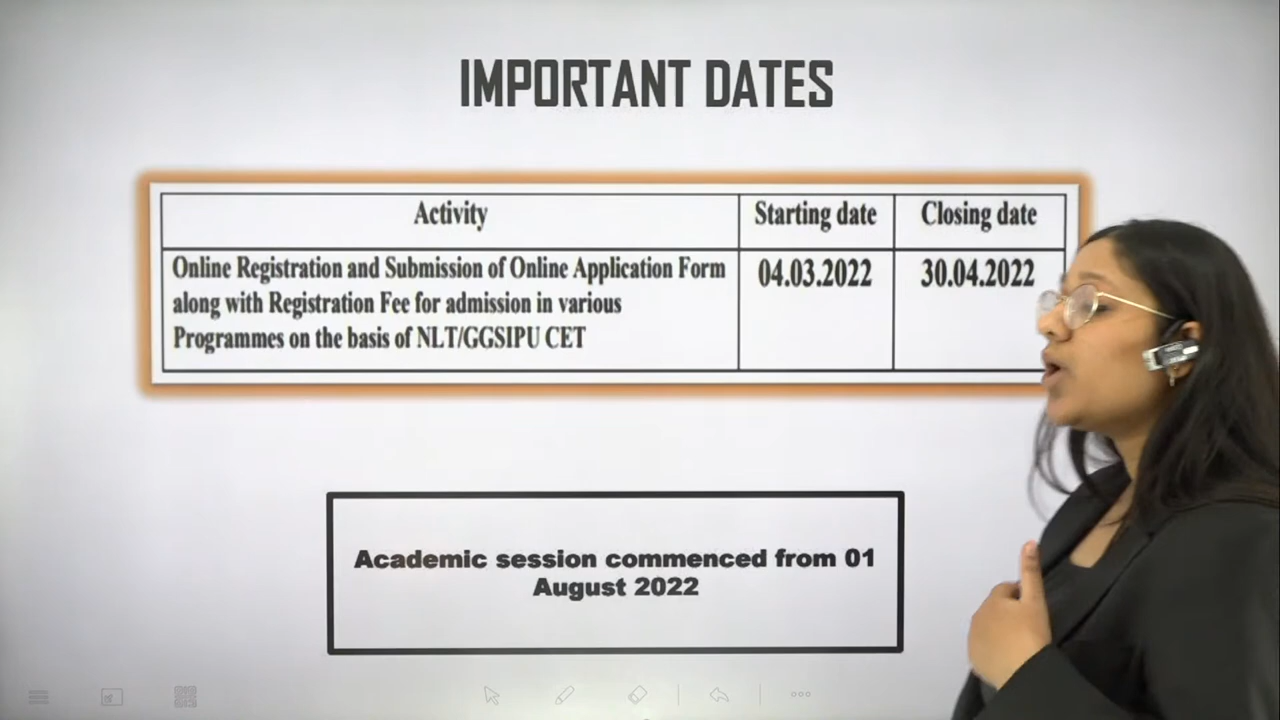 IMPORTANT DATES
Activity
Starting date
Closing date
Online Registration and Submission of Online Application Form
along with Registration Fee for admission in various
Programmes on the basis of NLT/GGSIPU CET
04.03.2022
30.04.2022
Academic session commenced from 01
August 2022